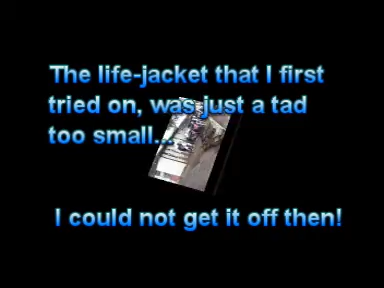 The life-jacket that I first
tried on, was just a tad
too small...
I could not get it off then!